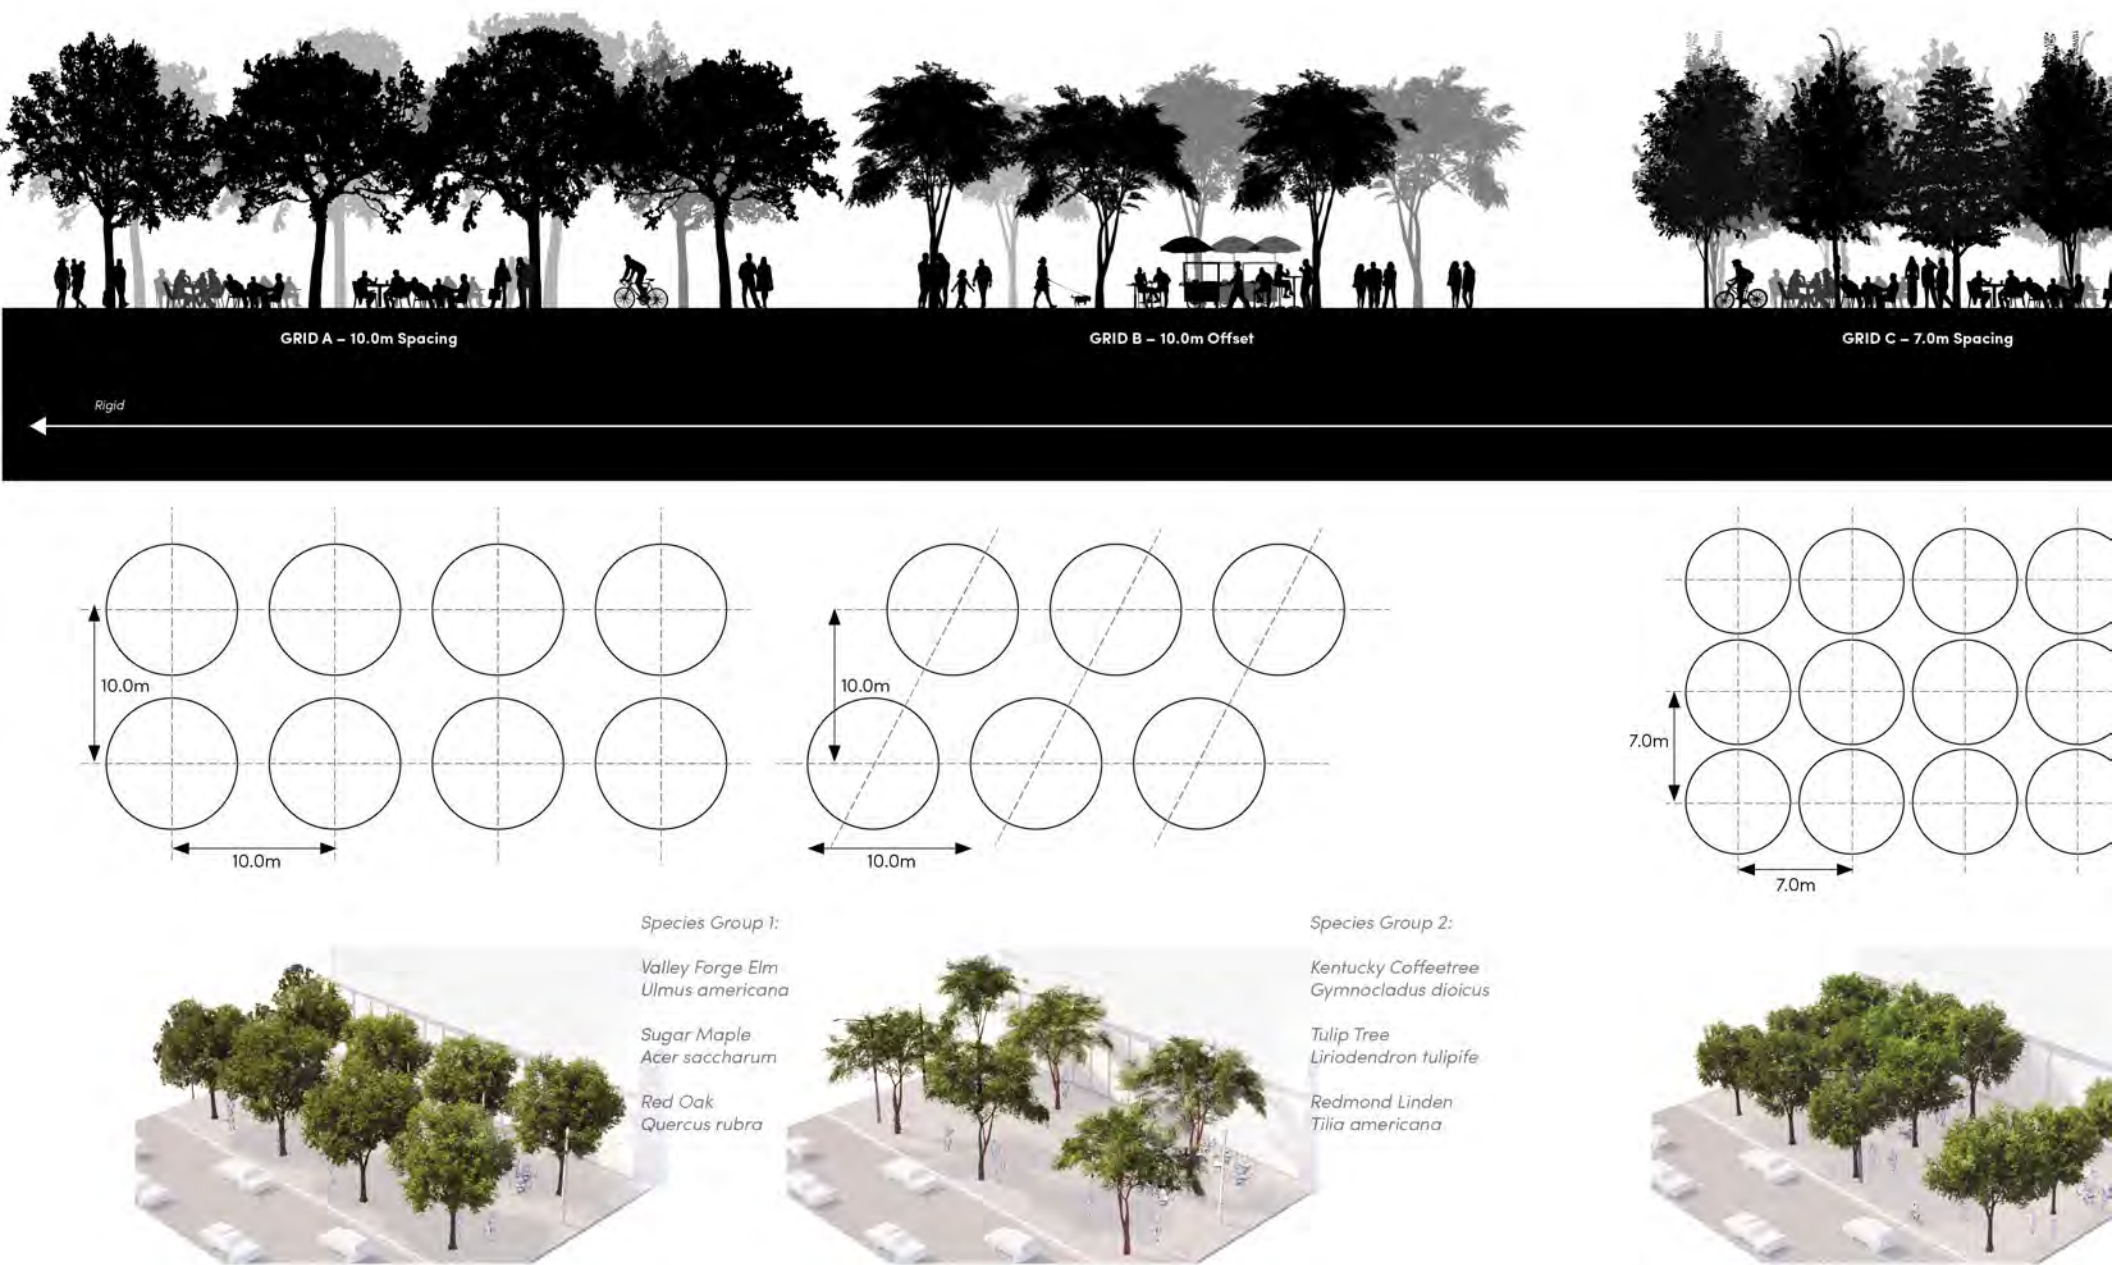 GRID A – 10.0m Spacing
GRID B – 10.0m Offset
GRID C – 7.0m Spacing
Rigid
10.0m
10.0m
10.0m
10.0m
7.0m
7.0m
Species Group 1:
Valley Forge Elm
Ulmus americana
Sugar Maple
Acer saccharum
Red Oak
Quercus rubra
Species Group 2:
Kentucky Coffeetree
Gymnocladus dioicus
Tulip Tree
Liriodendron tulipife
Redmond Linden
Tilia americana